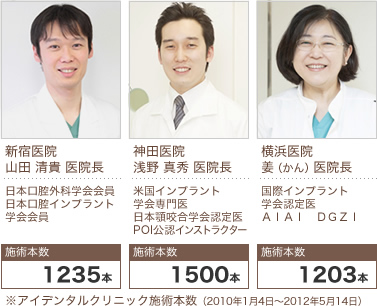 新宿医院
山田 清貴 医院長
日本口腔外科学会会員
日本口腔インプラント
学会会員
施術本数
1235本
神田医院
浅野 真秀 医院長
米国インプラント
学会専門医
日本顎咬合学会認定医
POI公認インストラクター
施術本数
1500本
横浜医院
姜（かん）医院長
国際インプラント
学会認定医
ＡＩＡＩ　ＤＧＺＩ
施術本数
1203本
※アイデンタルクリニック施術本数（2010年1月4日～2012年5月14日）